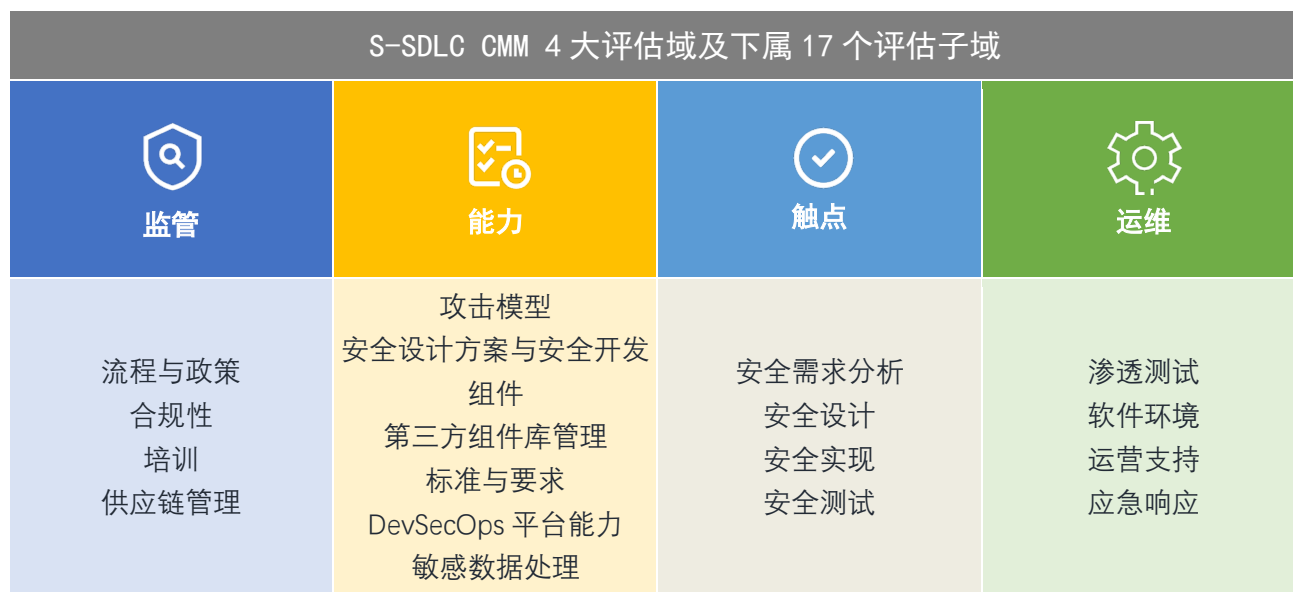 S-SDLC CMM 4 大评估域及下属 17 个评估子域
监管
能力
触点
运维
流程与政策
合规性
培训
供应链管理
攻击模型
安全设计方案与安全开发
组件
第三方组件库管理
标准与要求
DevSecOps 平台能力
敏感数据处理
安全需求分析
安全设计
安全实现
安全测试
渗透测试
软件环境
运营支持
应急响应